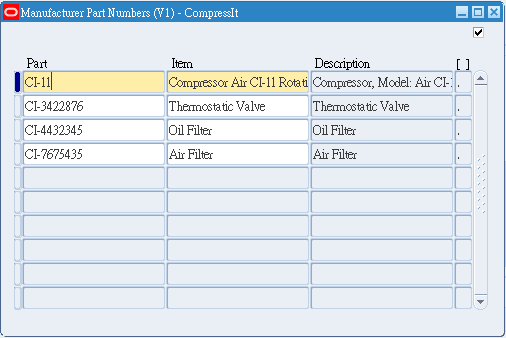 Manufacturer Part Numbers (V1) - CompressIt
Part Item Description [ ]
CI-11 Compressor Air CI-11 Rotati Compressor, Model: Air CI- .
CI-3422876 Thermostatic Valve Thermostatic Valve .
CI-4432345 Oil Filter Oil Filter .
CI-7675435 Air Filter Air Filter .